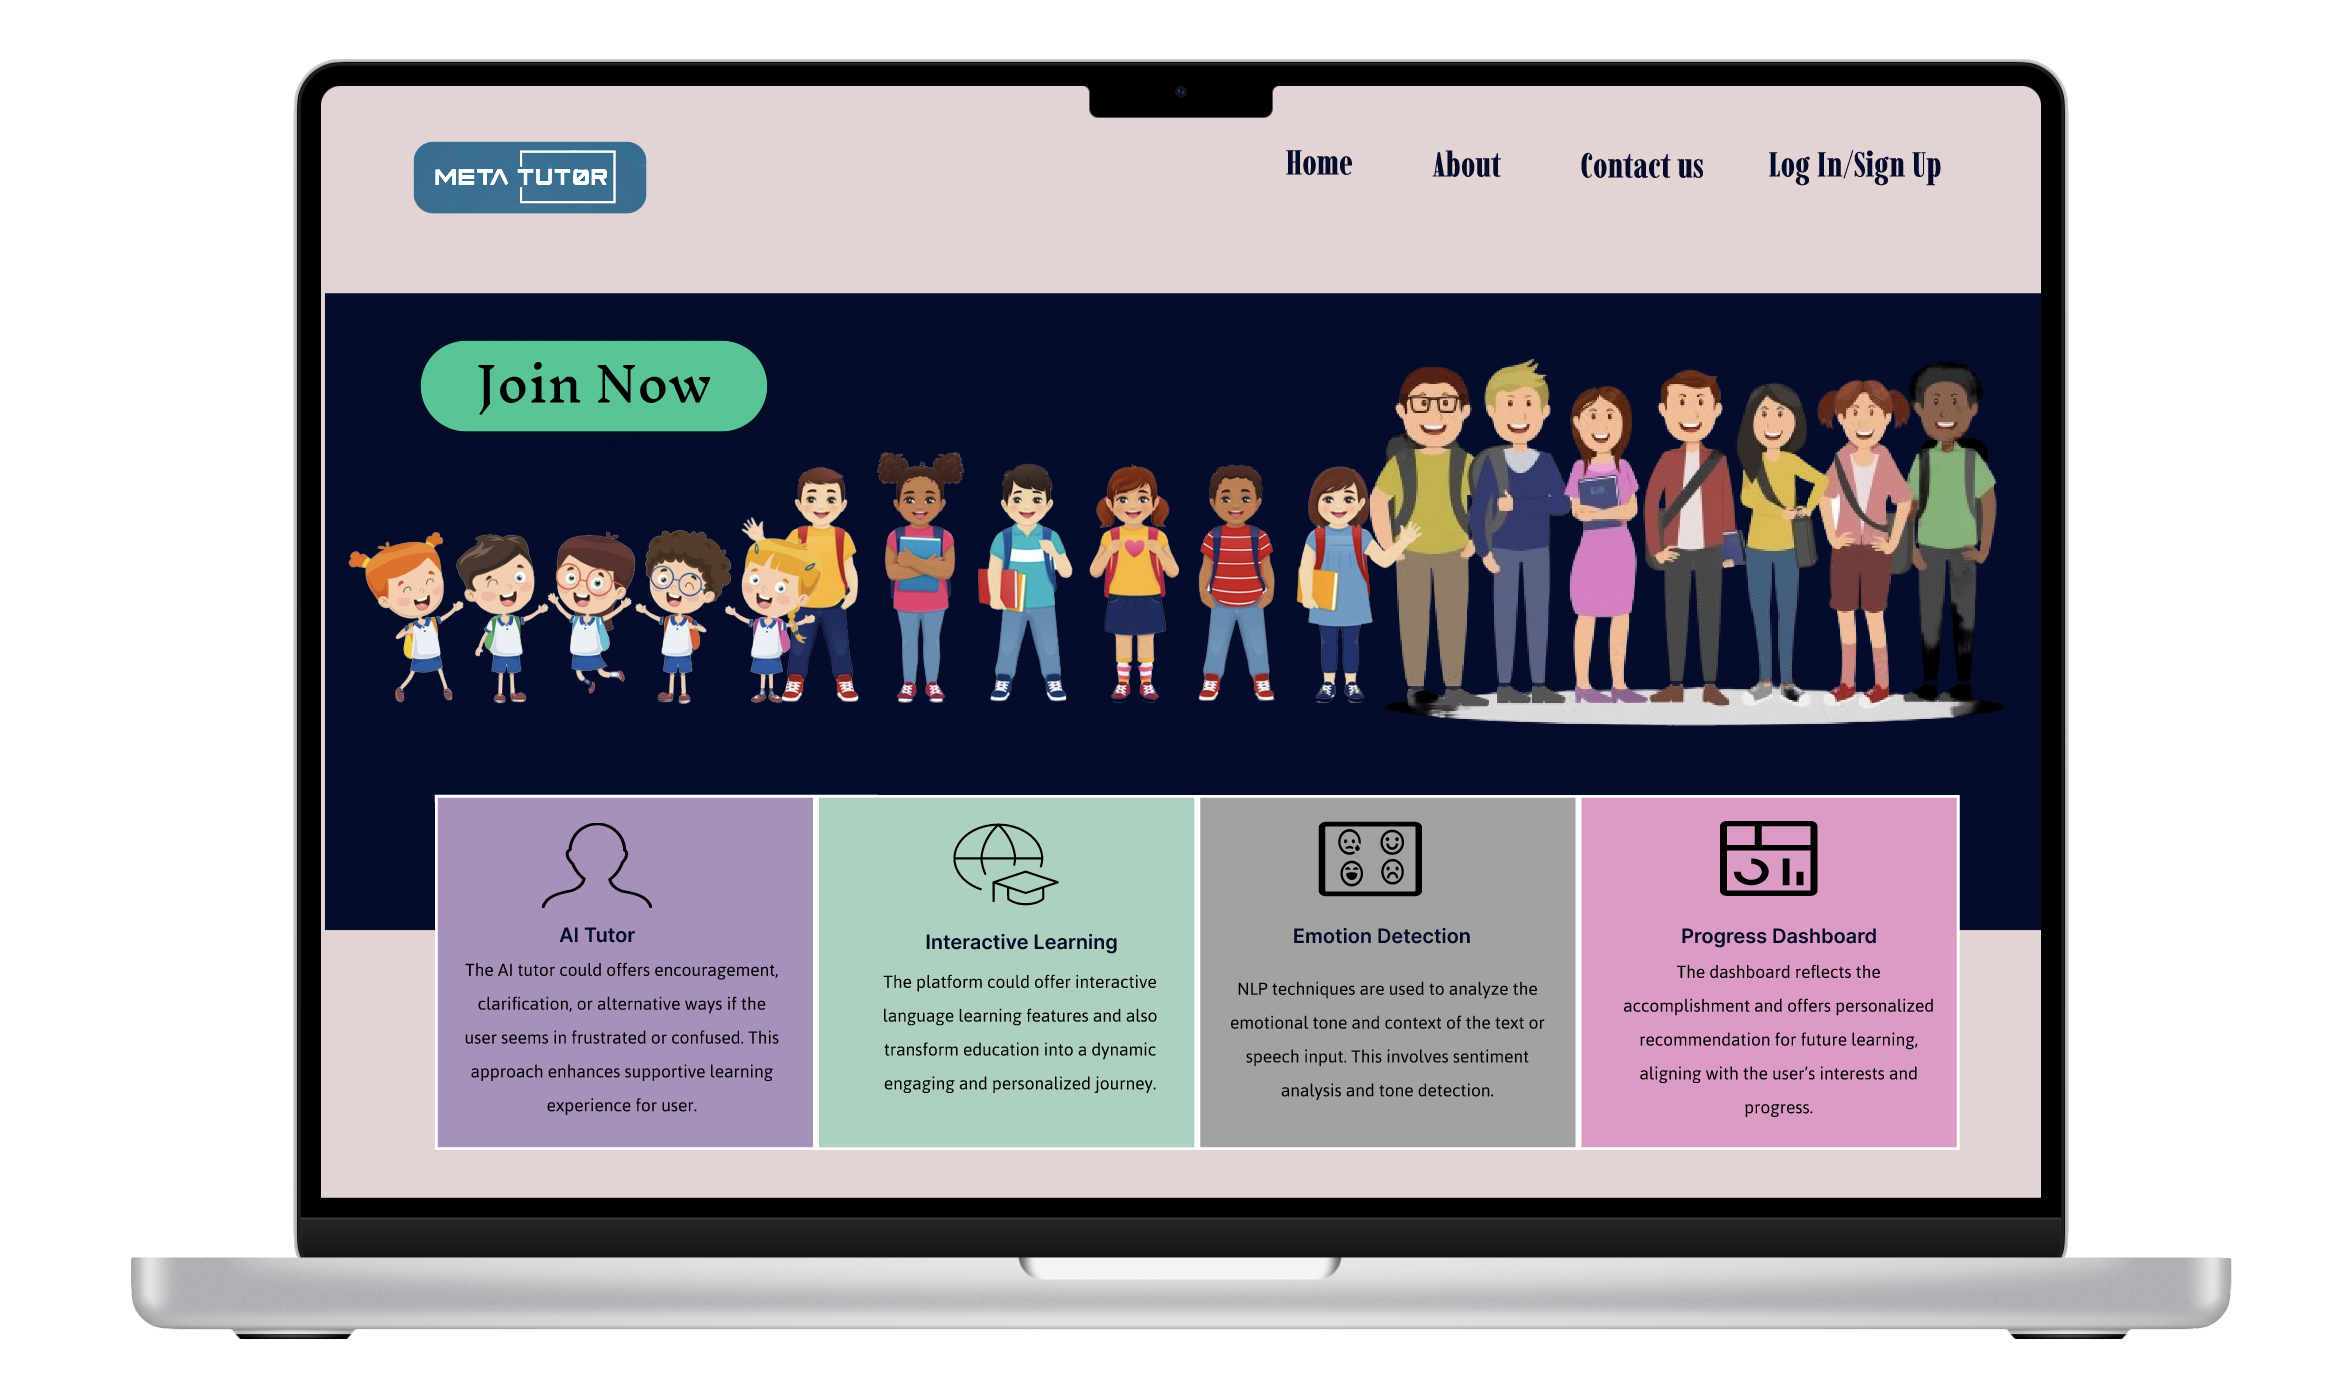 META TUTØR
Home About Contact us Log In/Sign Up
Join Now
AI Tutor
The AI tutor could offers encouragement,
clarification, or alternative ways if the
user seems in frustrated or confused. This
approach enhances supportive learning
experience for user.
Interactive Learning
The platform could offer interactive
language learning features and also
transform education into a dynamic
engaging and personalized journey.
Emotion Detection
NLP techniques are used to analyze the
emotional tone and context of the text or
speech input. This involves sentiment
analysis and tone detection.
Progress Dashboard
The dashboard reflects the
accomplishment and offers personalized
recommendation for future learning,
aligning with the user’s interests and
progress.